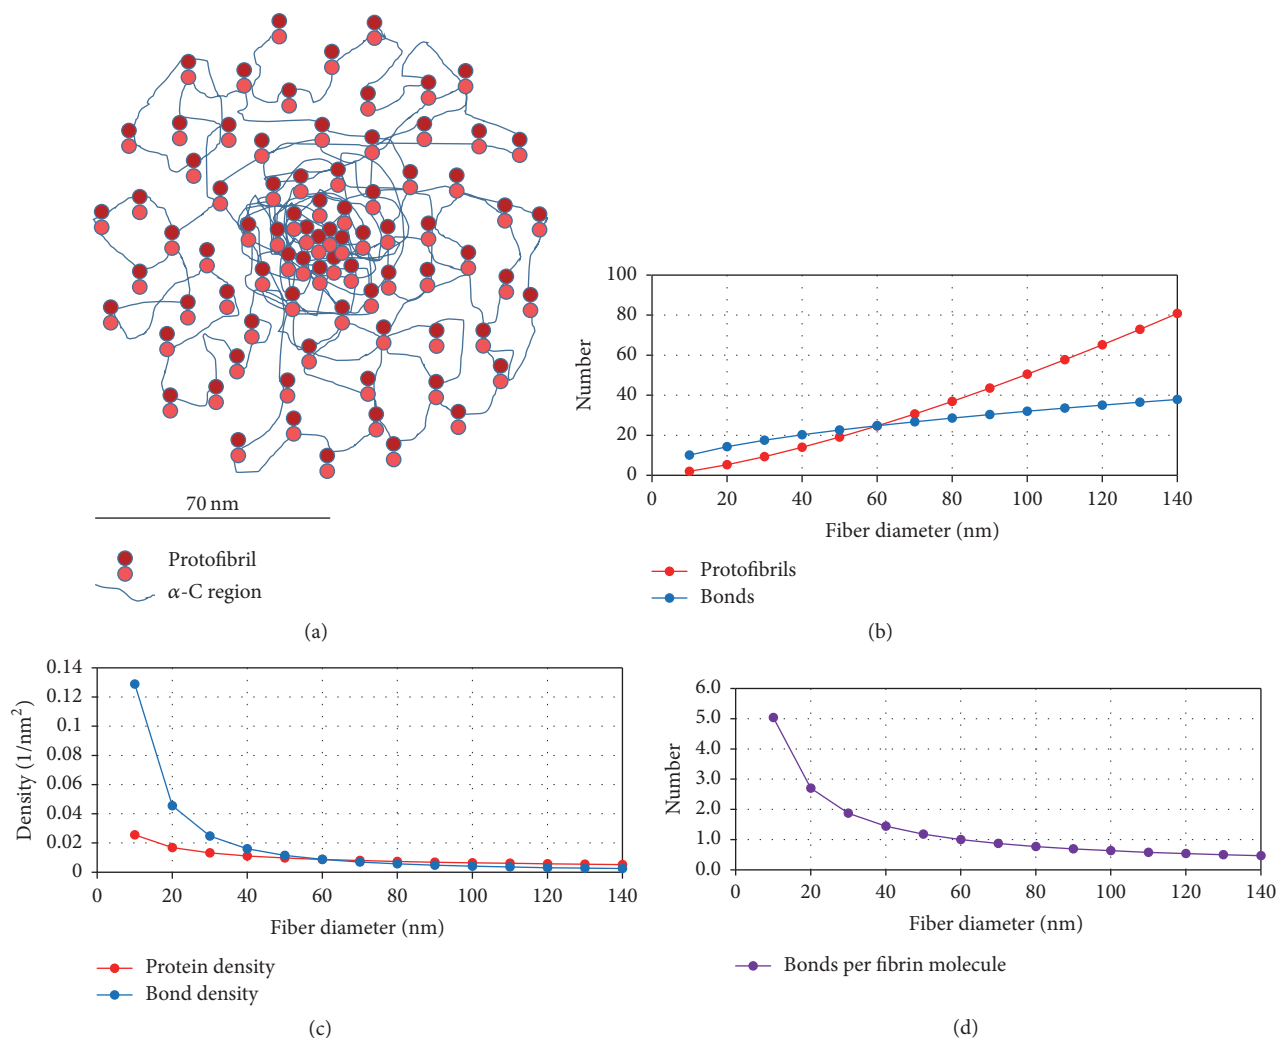 70 nm
Protofibril
α-C region
(a)
100
80
60
40
20
0
Number
0 20 40 60 80 100 120 140
Fiber diameter (nm)
Protofibrils
Bonds
(b)
0.14
0.12
0.1
0.08
0.06
0.04
0.02
0
Density (1/nm²)
0 20 40 60 80 100 120 140
Fiber diameter (nm)
Protein density
Bond density
(c)
6.0
5.0
4.0
3.0
2.0
1.0
0.0
Number
0 20 40 60 80 100 120 140
Fiber diameter (nm)
Bonds per fibrin molecule
(d)